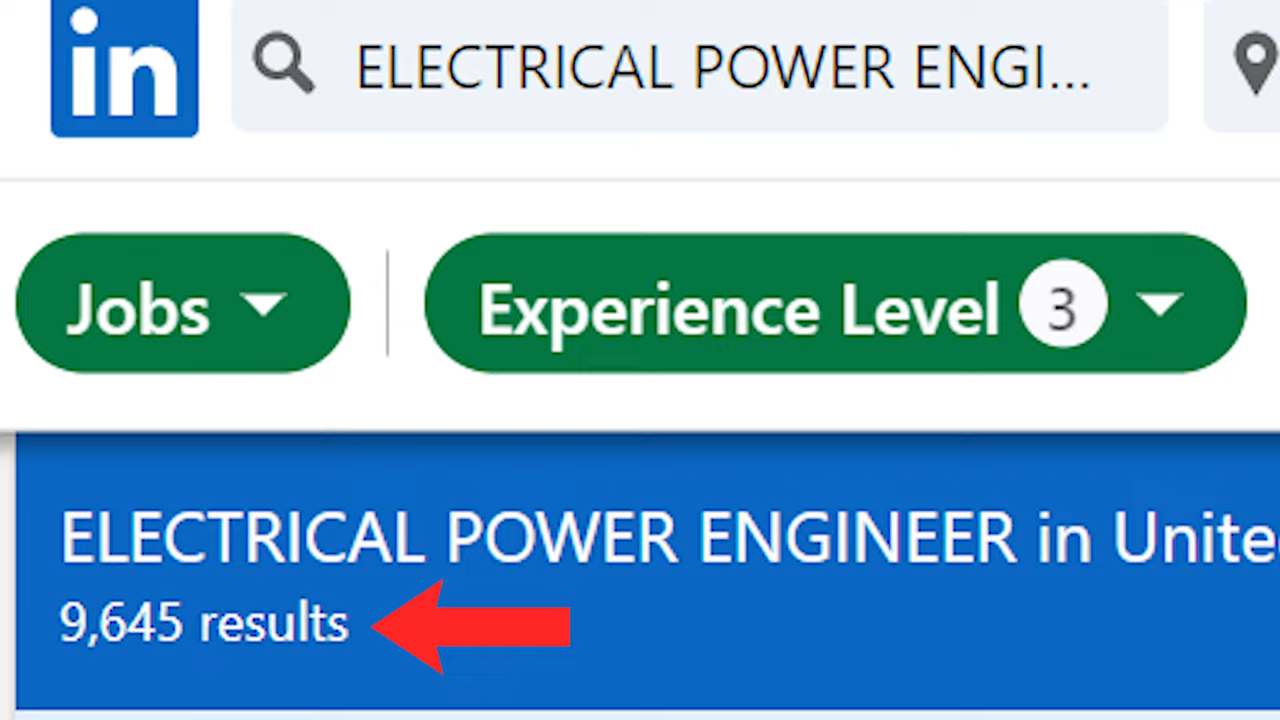 in
ELECTRICAL POWER ENGI...
Jobs
Experience Level 3
ELECTRICAL POWER ENGINEER in Unite
9,645 results